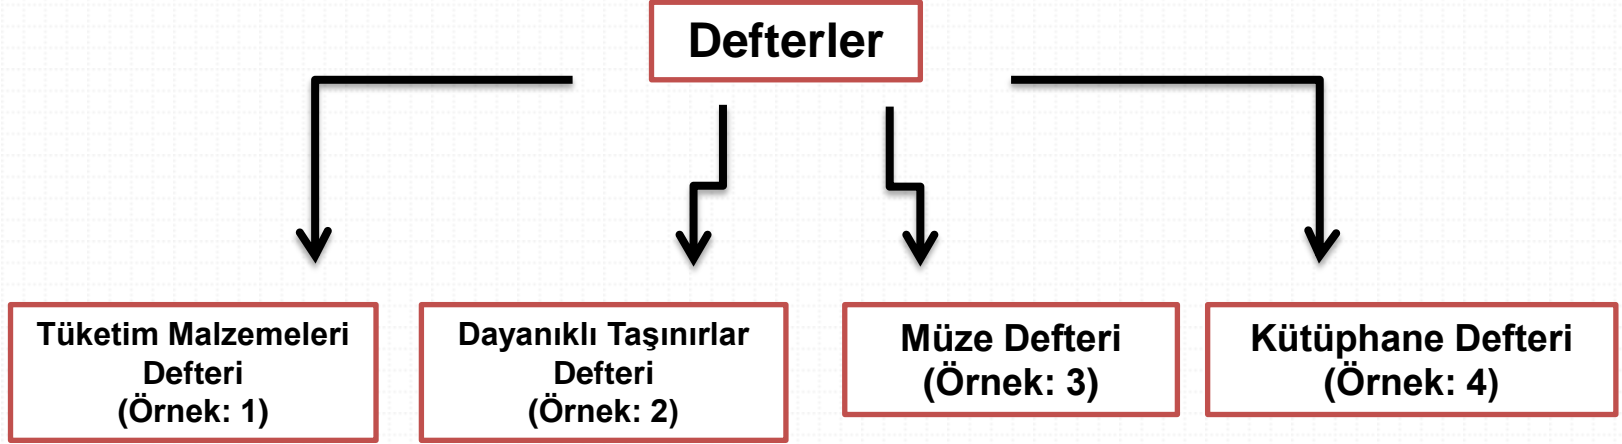 Defterler
Tüketim Malzemeleri
Defteri
(Örnek: 1)
Dayanıklı Taşınırlar
Defteri
(Örnek: 2)
Müze Defteri
(Örnek: 3)
Kütüphane Defteri
(Örnek: 4)